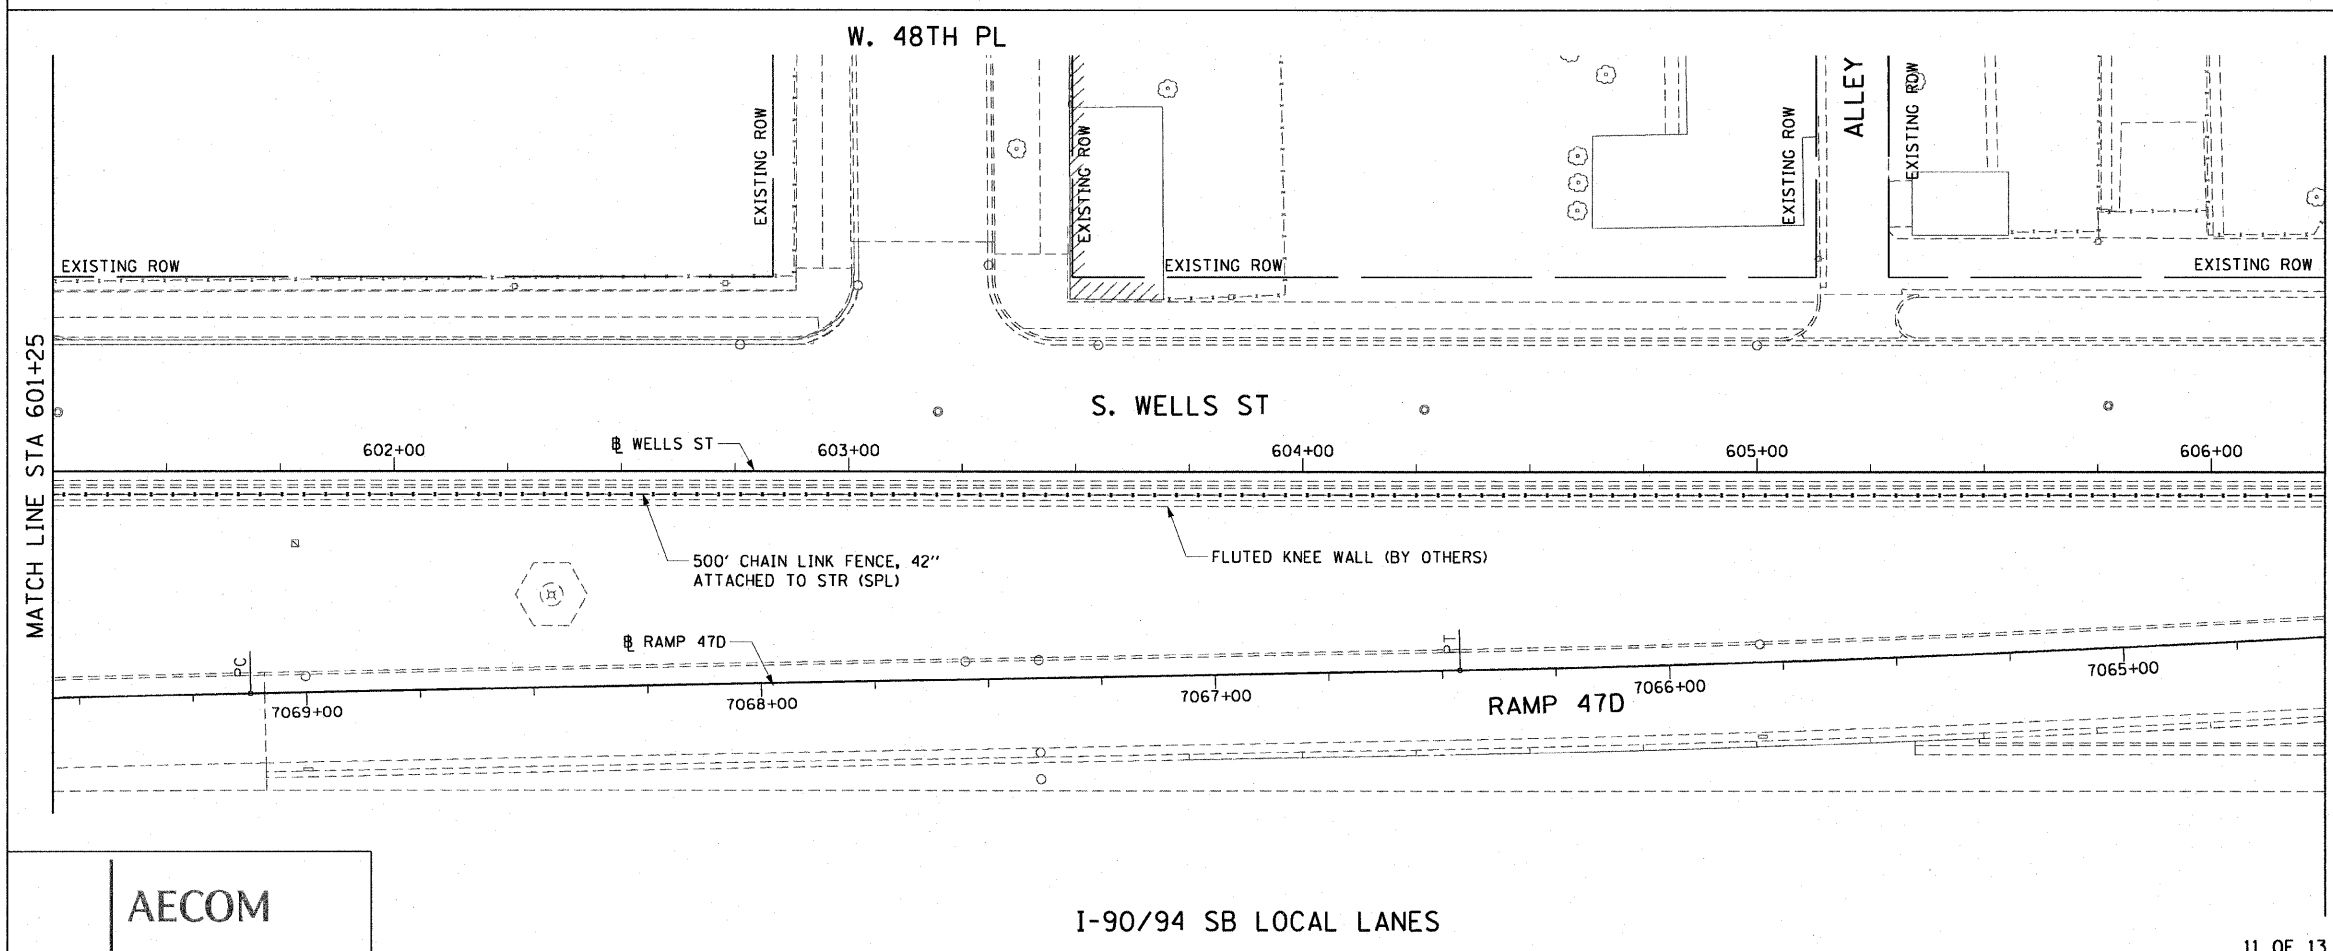 W. 48TH PL
EXISTING ROW
EXISTING ROW
EXISTING ROW
ALLEY
EXISTING ROW
EXISTING ROW
EXISTING ROW
EXISTING ROW
MATCH LINE STA 601+25
S. WELLS ST
℄ WELLS ST
602+00
603+00
604+00
605+00
606+00
500' CHAIN LINK FENCE, 42"
ATTACHED TO STR (SPL)
FLUTED KNEE WALL (BY OTHERS)
℄ RAMP 47D
PC
PT
7069+00
7068+00
7067+00
7066+00
7065+00
RAMP 47D
AECOM
I-90/94 SB LOCAL LANES
11 OF 13